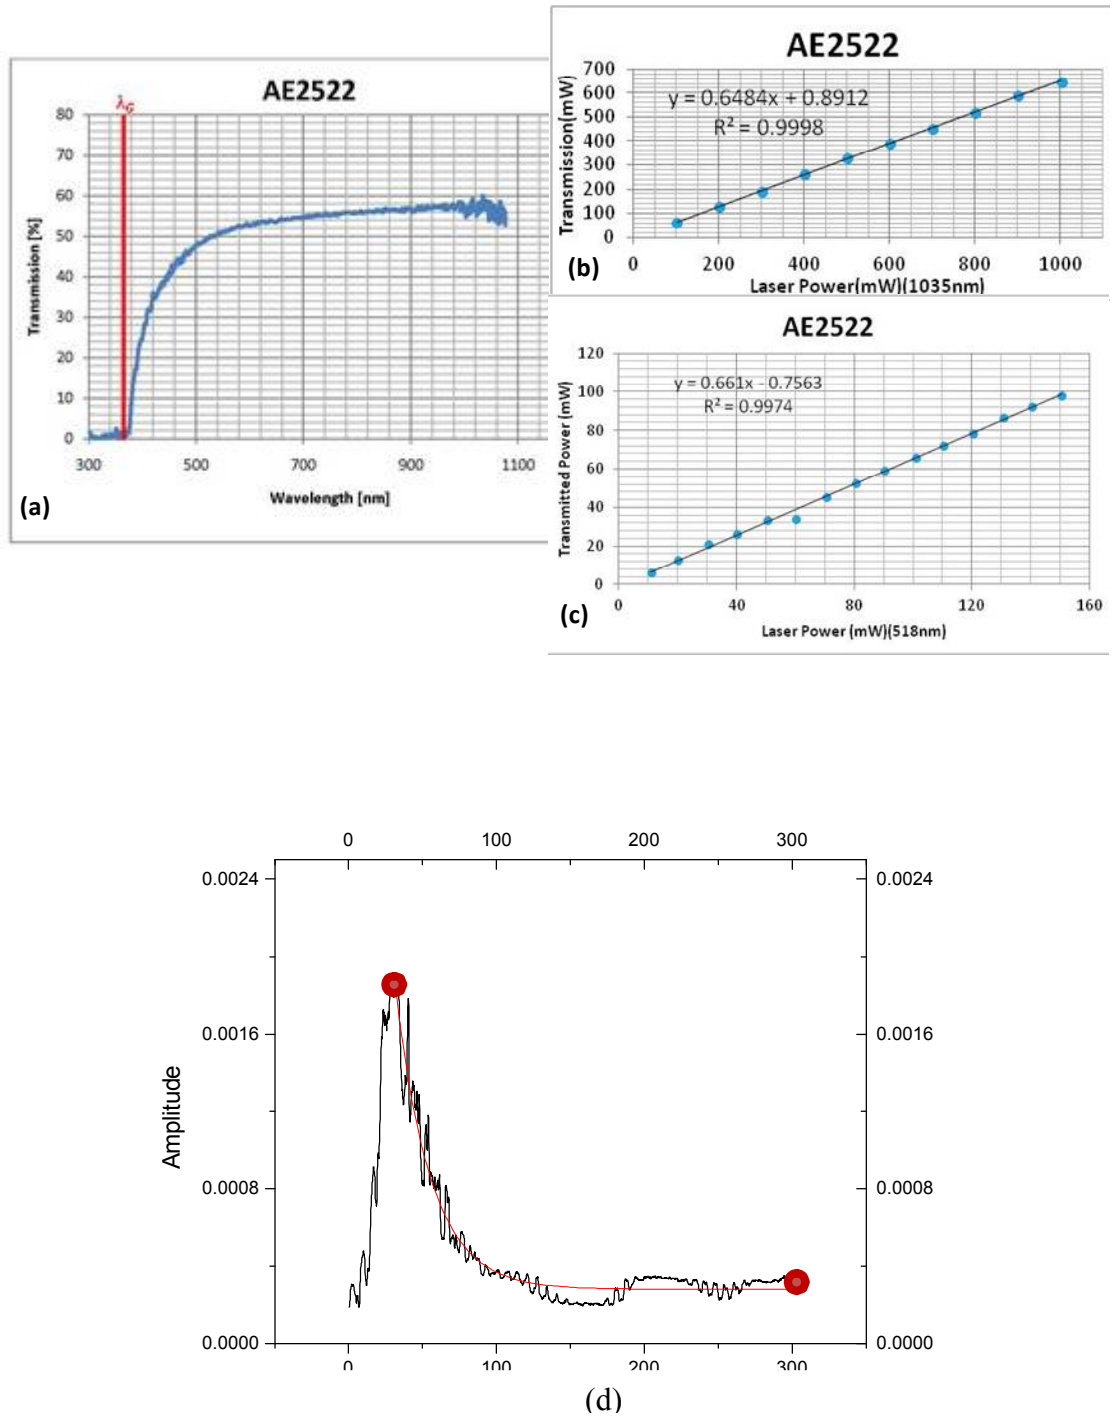 AE2522
λG
80
70
60
50
40
30
20
10
0
300
500
700
900
1100
Transmission [%]
Wavelength [nm]
(a)
AE2522
y = 0.6484x + 0.8912
R² = 0.9998
700
600
500
400
300
200
100
0
0
200
400
600
800
1000
Transmission(mW)
Laser Power(mW)(1035nm)
(b)
AE2522
y = 0.661x - 0.7563
R² = 0.9974
120
100
80
60
40
20
0
0
40
80
120
160
Transmitted Power (mW)
Laser Power (mW)(518nm)
(c)
0
100
200
300
0.0024
0.0016
0.0008
0.0000
Amplitude
0.0024
0.0016
0.0008
0.0000
0
100
200
300
(d)